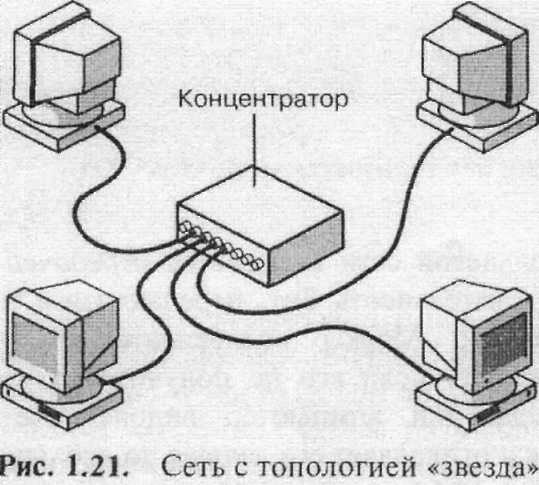 Концентратор
Рис. 1.21. Сеть с топологией «звезда»